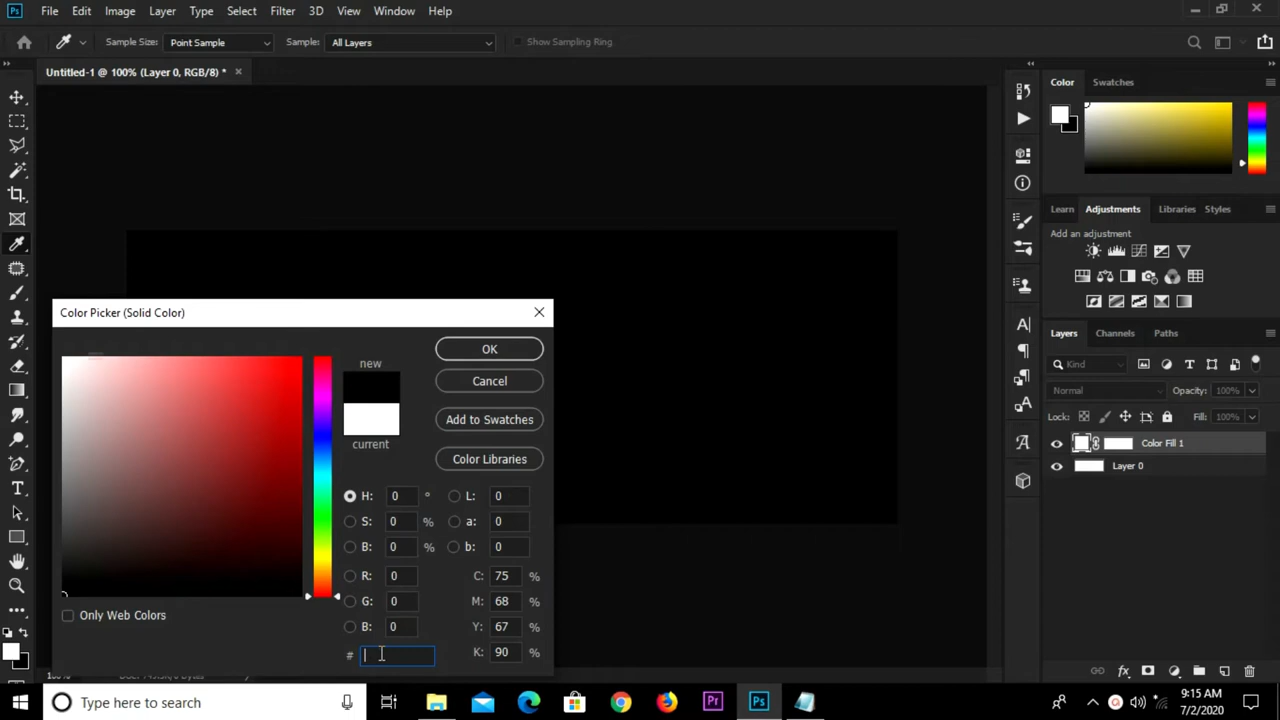 Ps File Edit Image Layer Type Select Filter 3D View Window Help
Sample Size: Point Sample Sample: All Layers Show Sampling Ring
Untitled-1 @ 100% (Layer 0, RGB/8) *
Color Swatches
Learn Adjustments Libraries Styles
Add an adjustment
Color Picker (Solid Color)
new
OK
Cancel
current
Add to Swatches
Color Libraries
H: 0 ° L: 0
S: 0 % a: 0
B: 0 % b: 0
R: 0 C: 75 %
G: 0 M: 68 %
B: 0 Y: 67 %
# K: 90 %
Only Web Colors
Layers Channels Paths
Kind
Normal Opacity: 100%
Lock: Fill: 100%
Color Fill 1
Layer 0
100%
Type here to search
Pr Ps
9:15 AM
7/2/2020